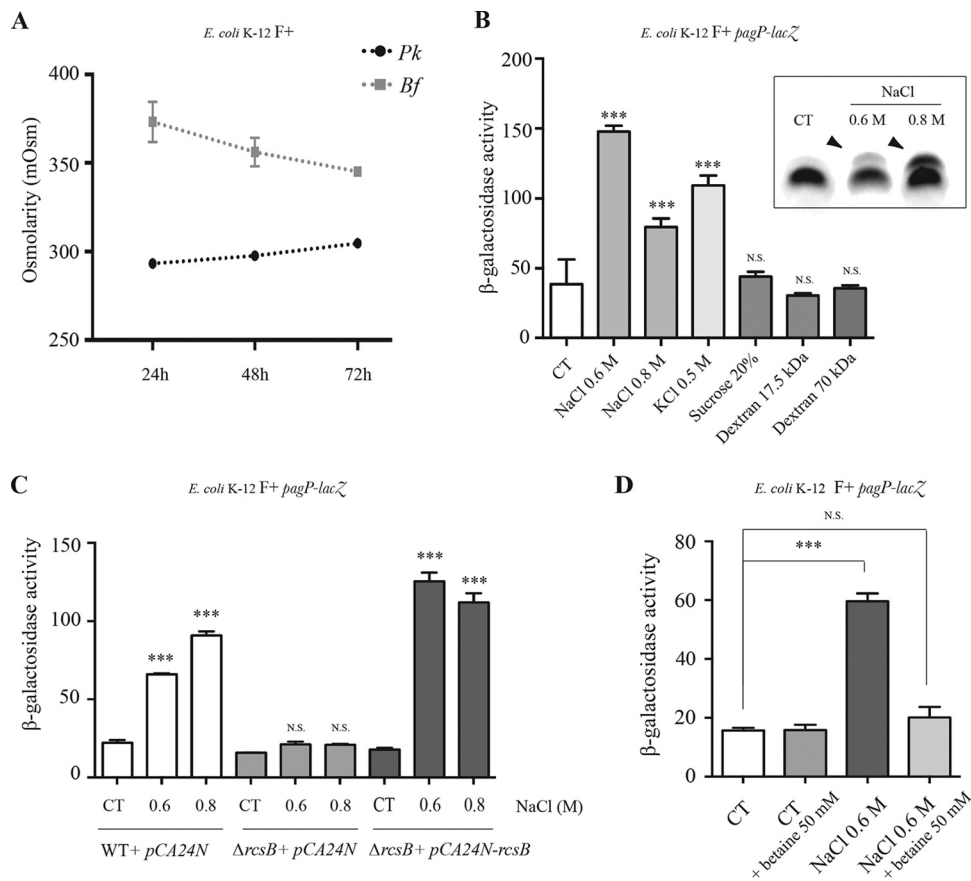 A
E. coli K-12 F+
Pk
Bf
Osmolarity (mOsm)
400
350
300
250
24h
48h
72h
B
E. coli K-12 F+ pagP-lacZ
β-galactosidase activity
200
150
100
50
0
***
***
***
N.S.
N.S.
N.S.
CT
NaCl 0.6 M
NaCl 0.8 M
KCl 0.5 M
Sucrose 20%
Dextran 17.5 kDa
Dextran 70 kDa
NaCl
CT
0.6 M
0.8 M
C
E. coli K-12 F+ pagP-lacZ
β-galactosidase activity
150
100
50
0
***
***
N.S.
N.S.
***
***
CT 0.6 0.8 CT 0.6 0.8 CT 0.6 0.8 NaCl (M)
WT+ pCA24N
ΔrcsB+ pCA24N
ΔrcsB+ pCA24N-rcsB
D
E. coli K-12 F+ pagP-lacZ
N.S.
***
β-galactosidase activity
80
60
40
20
0
CT
CT
+ betaine 50 mM
NaCl 0.6 M
NaCl 0.6 M
+ betaine 50 mM